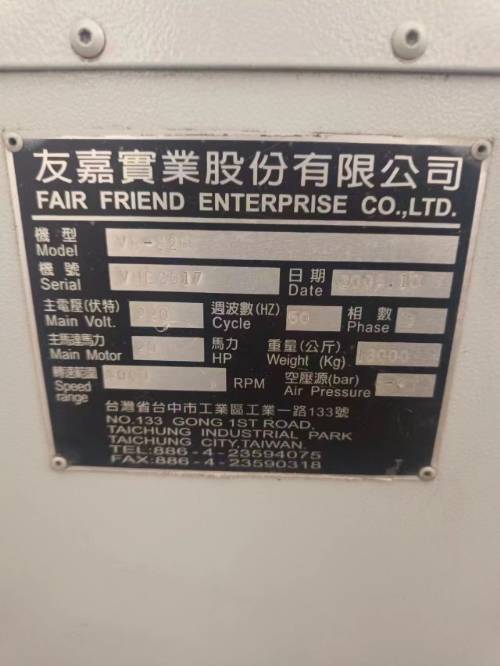 友嘉實業股份有限公司
FAIR FRIEND ENTERPRISE CO.,LTD.
機型 Model
機號 Serial
日期 Date
主電壓(伏特) Main Volt. 220
週波數(HZ) Cycle 60
相數 Phase
主馬達馬力 Main Motor 20 馬力 HP
重量(公斤) Weight (Kg)
轉速範圍 Speed range RPM
空壓源(bar) Air Pressure
台灣省台中市工業區工業一路133號
NO.133 GONG 1ST ROAD,
TAICHUNG INDUSTRIAL PARK
TAICHUNG CITY,TAIWAN.
TEL:886-4-23594075
FAX:886-4-23590318